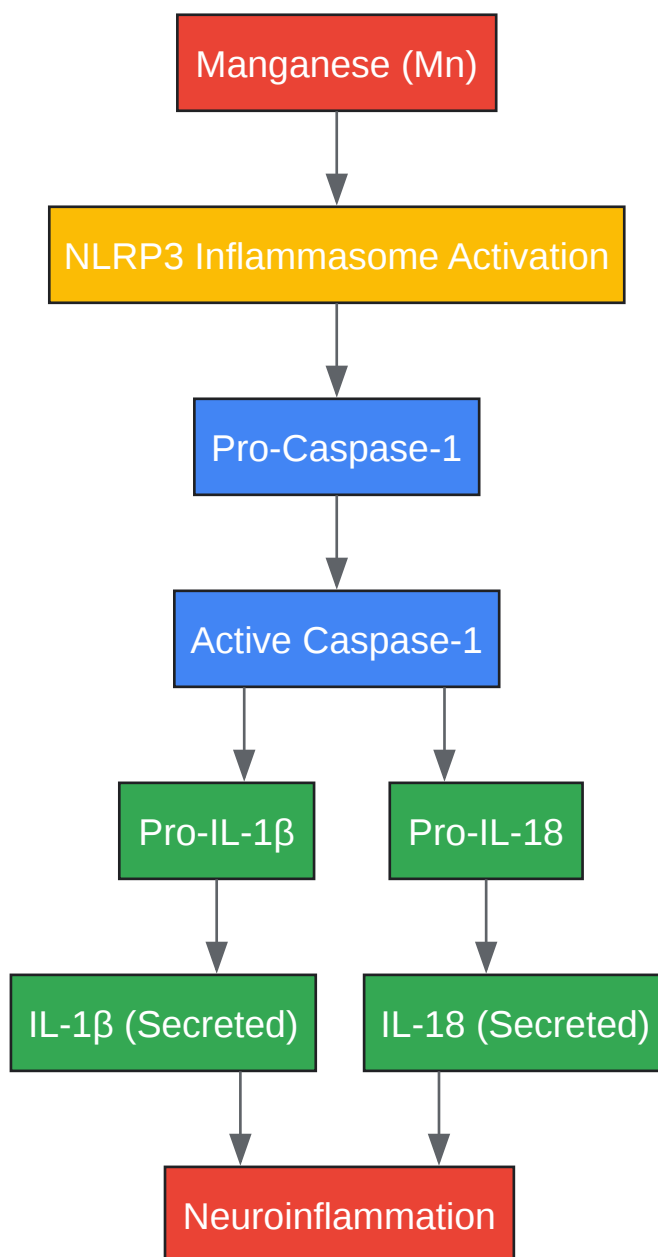 Manganese (Mn)
NLRP3 Inflammasome Activation
Pro-Caspase-1
Active Caspase-1
Pro-IL-1β
Pro-IL-18
IL-1β (Secreted)
IL-18 (Secreted)
Neuroinflammation